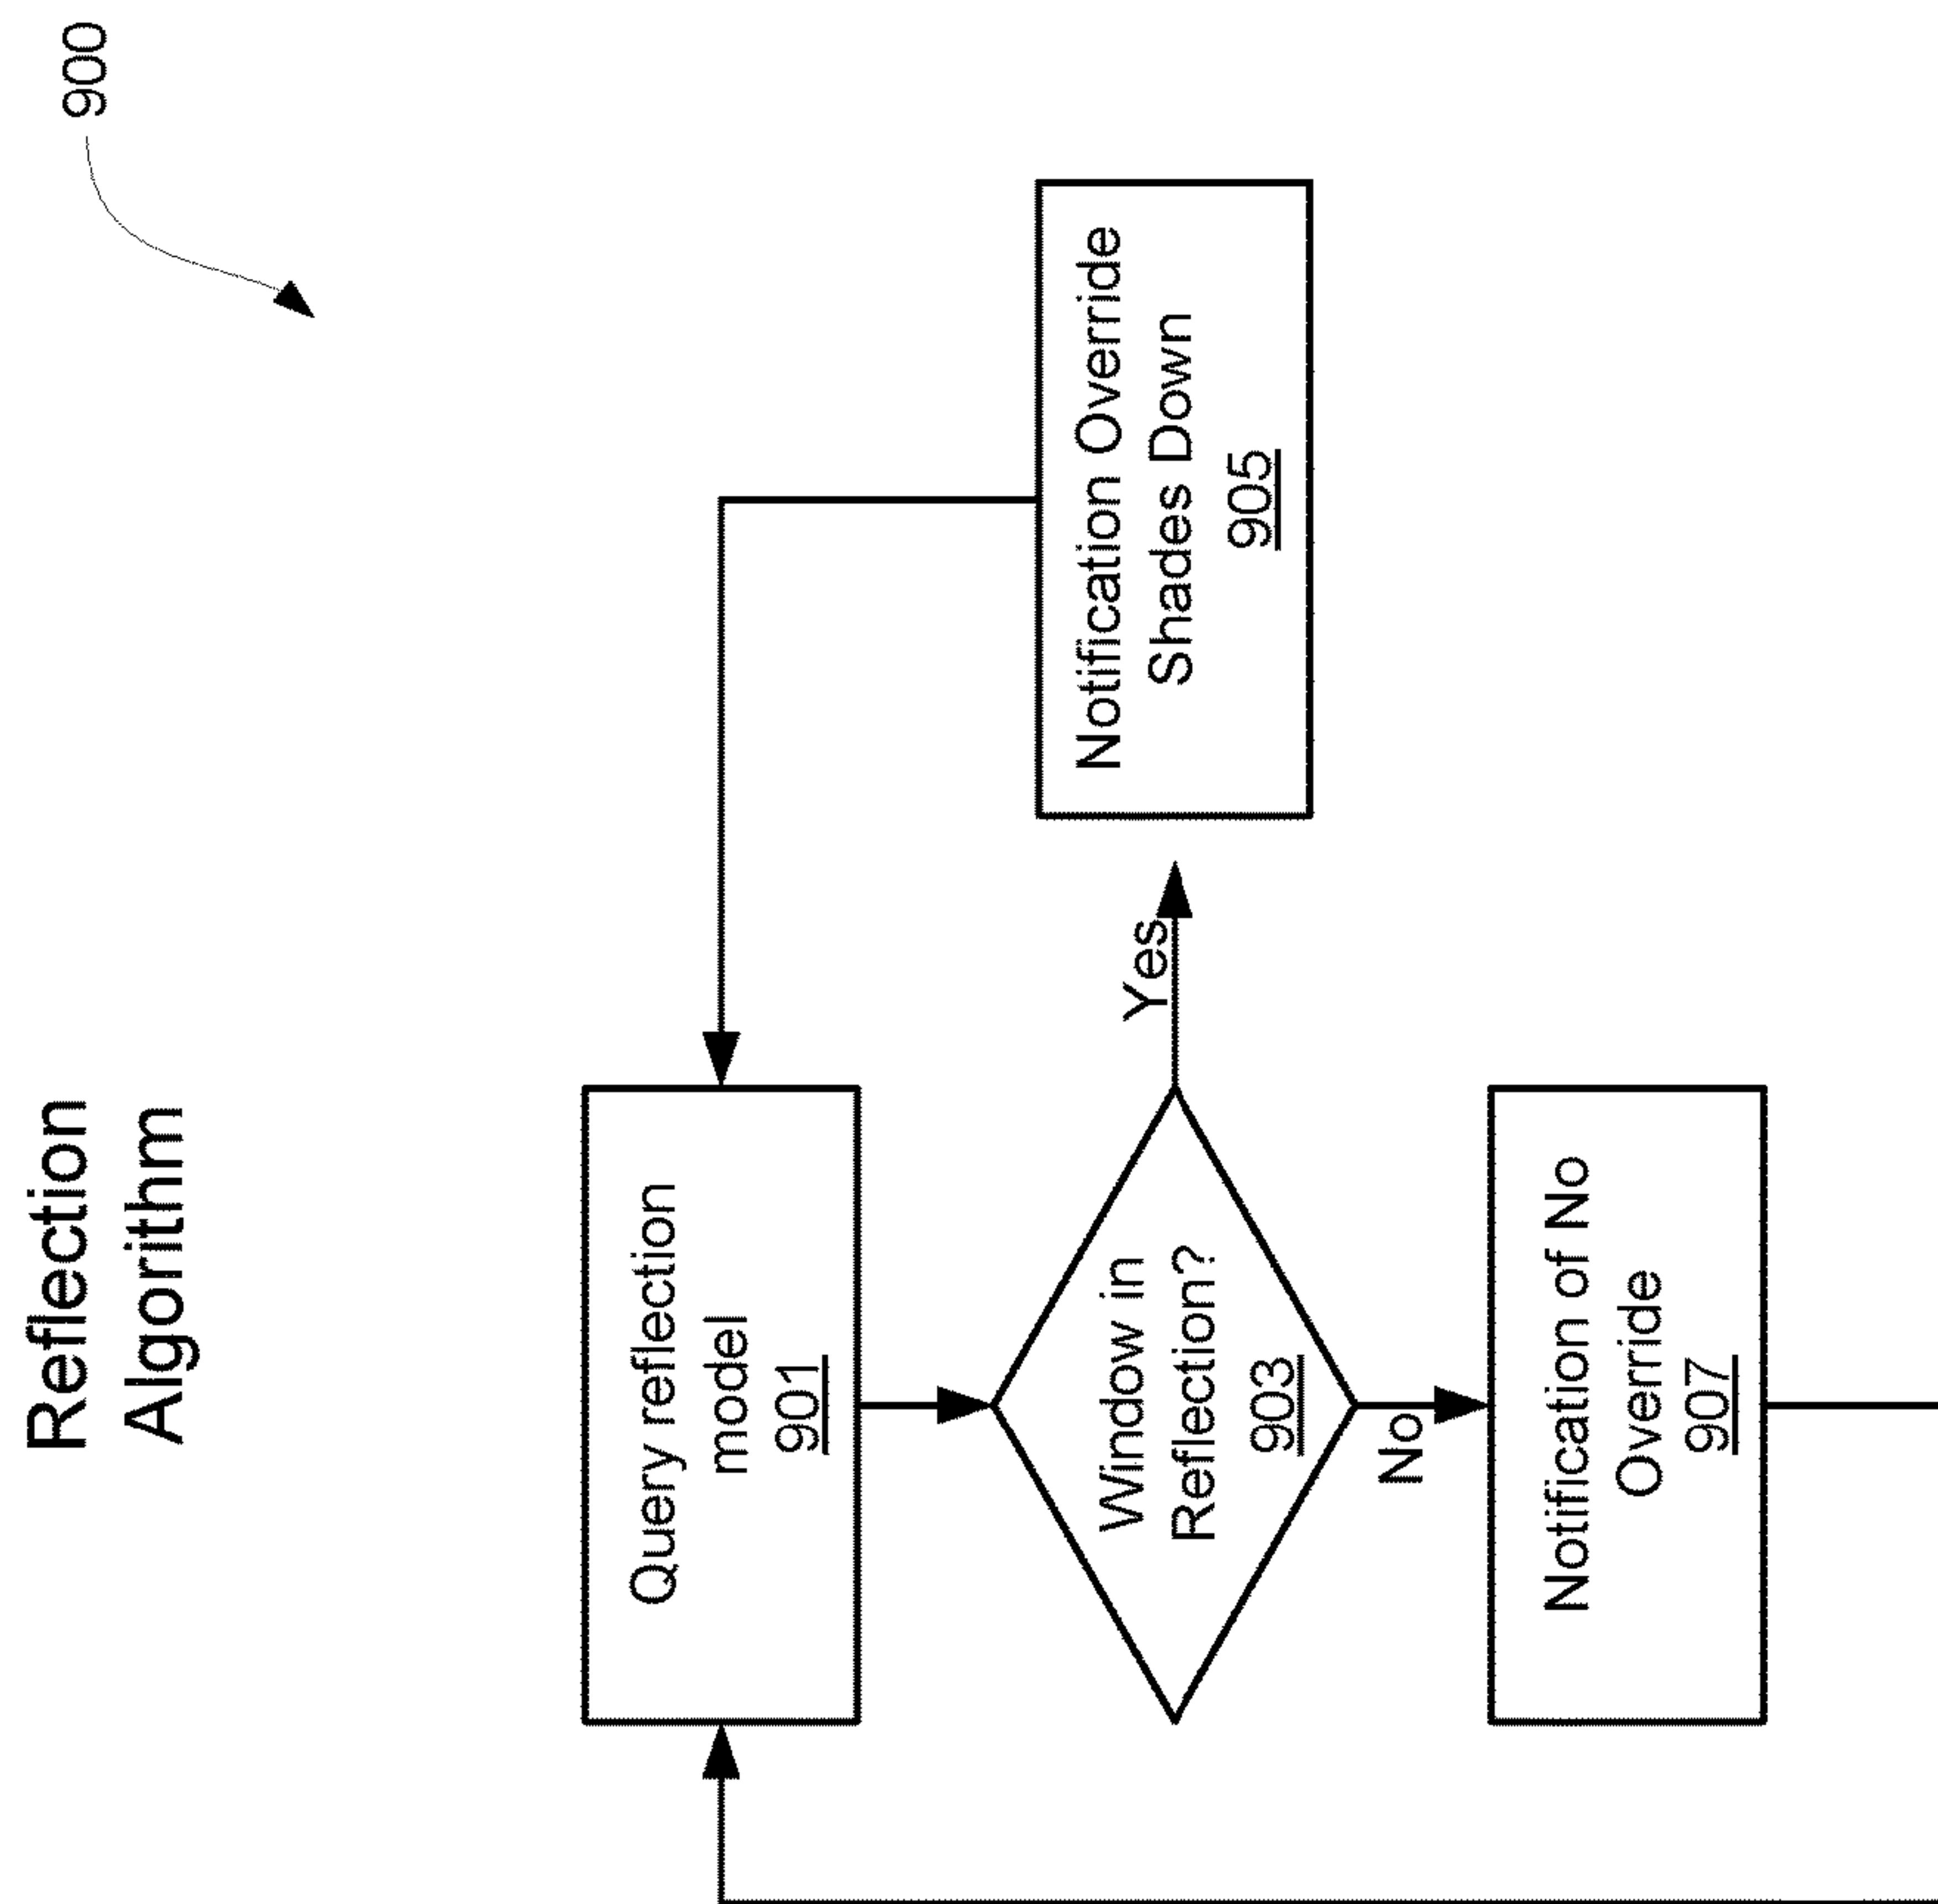 Reflection
Algorithm
900
Query reflection
model
901
Window in
Reflection?
903
Yes
Notification Override
Shades Down
905
No
Notification of No
Override
907